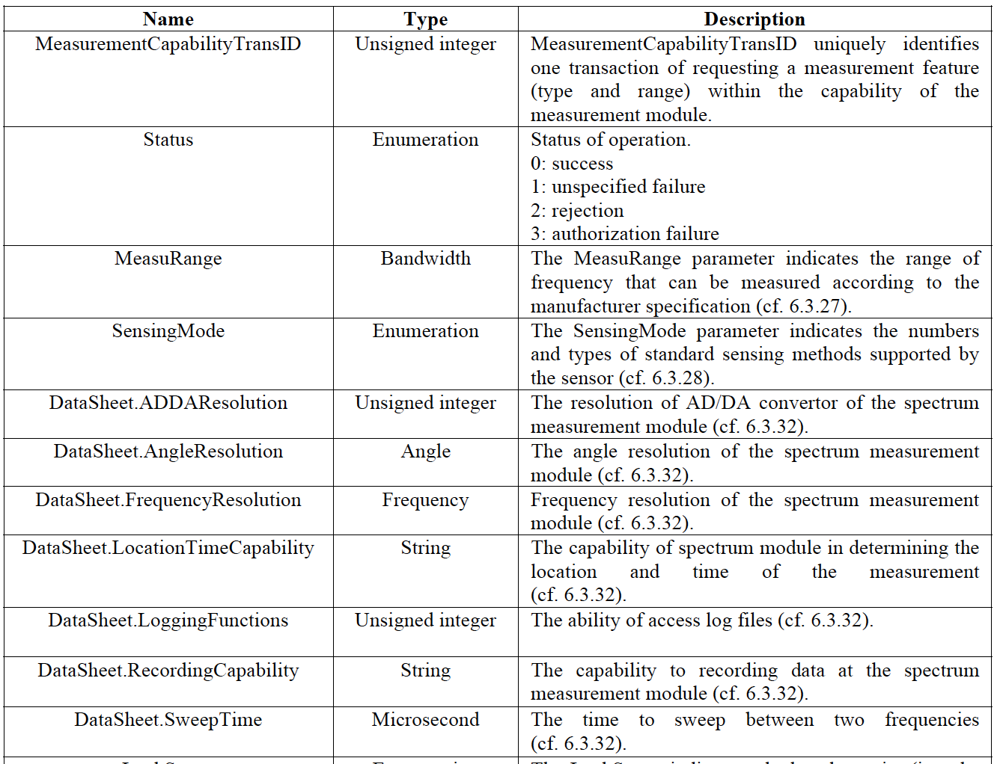 Name Type Description
MeasurementCapabilityTransID Unsigned integer MeasurementCapabilityTransID uniquely identifies
one transaction of requesting a measurement feature
(type and range) within the capability of the
measurement module.
Status Enumeration Status of operation.
0: success
1: unspecified failure
2: rejection
3: authorization failure
MeasuRange Bandwidth The MeasuRange parameter indicates the range of
frequency that can be measured according to the
manufacturer specification (cf. 6.3.27).
SensingMode Enumeration The SensingMode parameter indicates the numbers
and types of standard sensing methods supported by
the sensor (cf. 6.3.28).
DataSheet.ADDAResolution Unsigned integer The resolution of AD/DA convertor of the spectrum
measurement module (cf. 6.3.32).
DataSheet.AngleResolution Angle The angle resolution of the spectrum measurement
module (cf. 6.3.32).
DataSheet.FrequencyResolution Frequency Frequency resolution of the spectrum measurement
module (cf. 6.3.32).
DataSheet.LocationTimeCapability String The capability of spectrum module in determining the
location and time of the measurement
(cf. 6.3.32).
DataSheet.LoggingFunctions Unsigned integer The ability of access log files (cf. 6.3.32).
DataSheet.RecordingCapability String The capability to recording data at the spectrum
measurement module (cf. 6.3.32).
DataSheet.SweepTime Microsecond The time to sweep between two frequencies
(cf. 6.3.32).